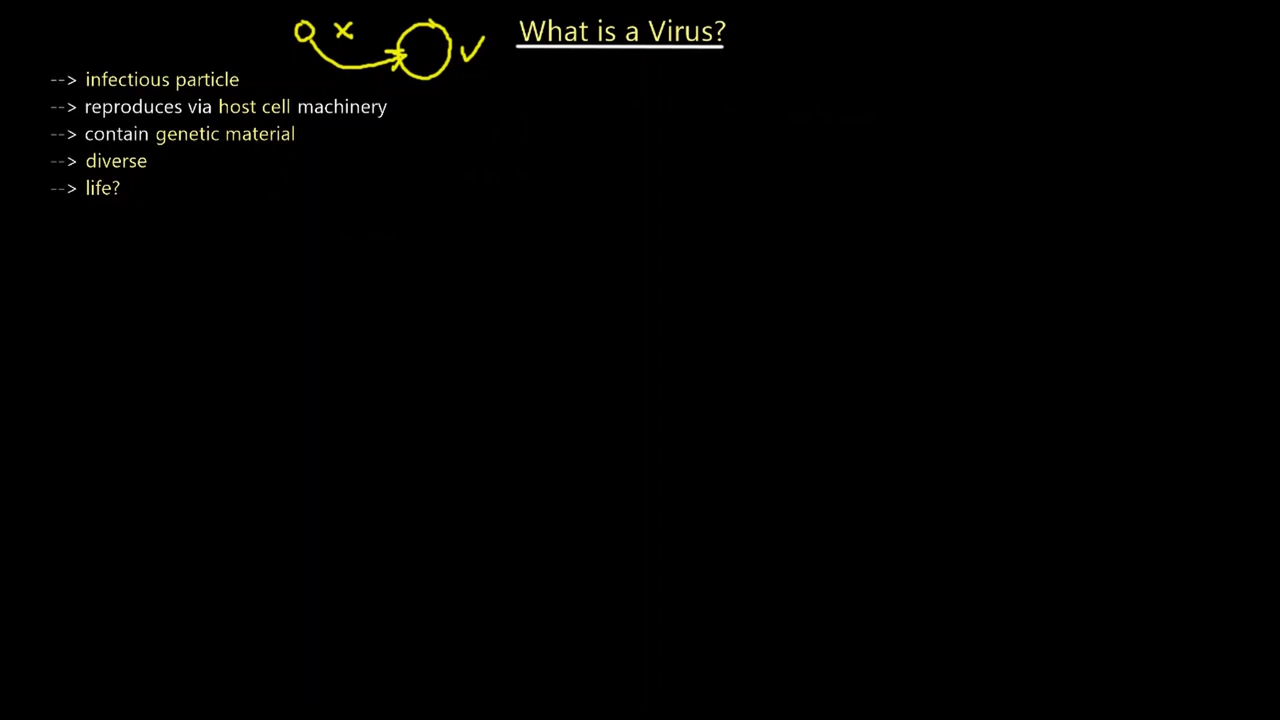 What is a Virus?
--> infectious particle
--> reproduces via host cell machinery
--> contain genetic material
--> diverse
--> life?